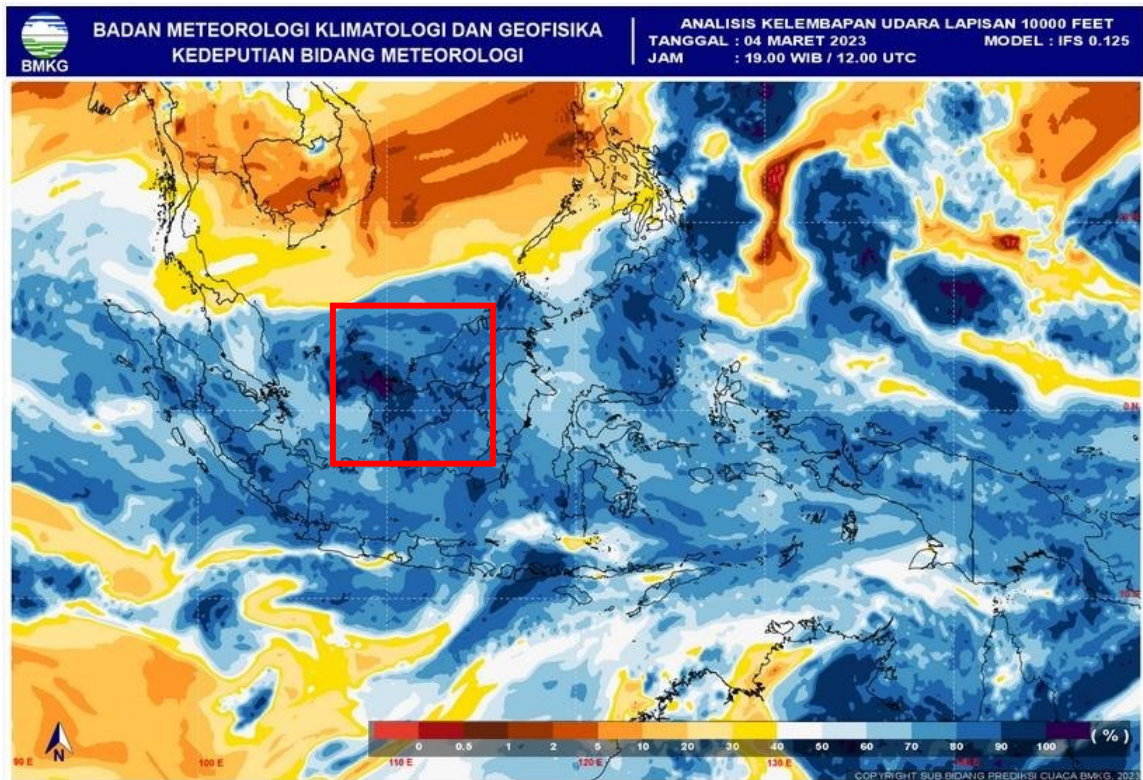 BADAN METEOROLOGI KLIMATOLOGI DAN GEOFISIKA
KEDEPUTIAN BIDANG METEOROLOGI
BMKG
ANALISIS KELEMBAPAN UDARA LAPISAN 10000 FEET
TANGGAL : 04 MARET 2023 MODEL : IFS 0.125
JAM : 19.00 WIB / 12.00 UTC
0 N
N
0 0.5 1 2 5 10 20 30 40 50 60 70 80 90 100 ( % )
90 E 100 E 110 E 120 E 130 E
COPYRIGHT SUB BIDANG PREDIKSI CUACA BMKG, 20